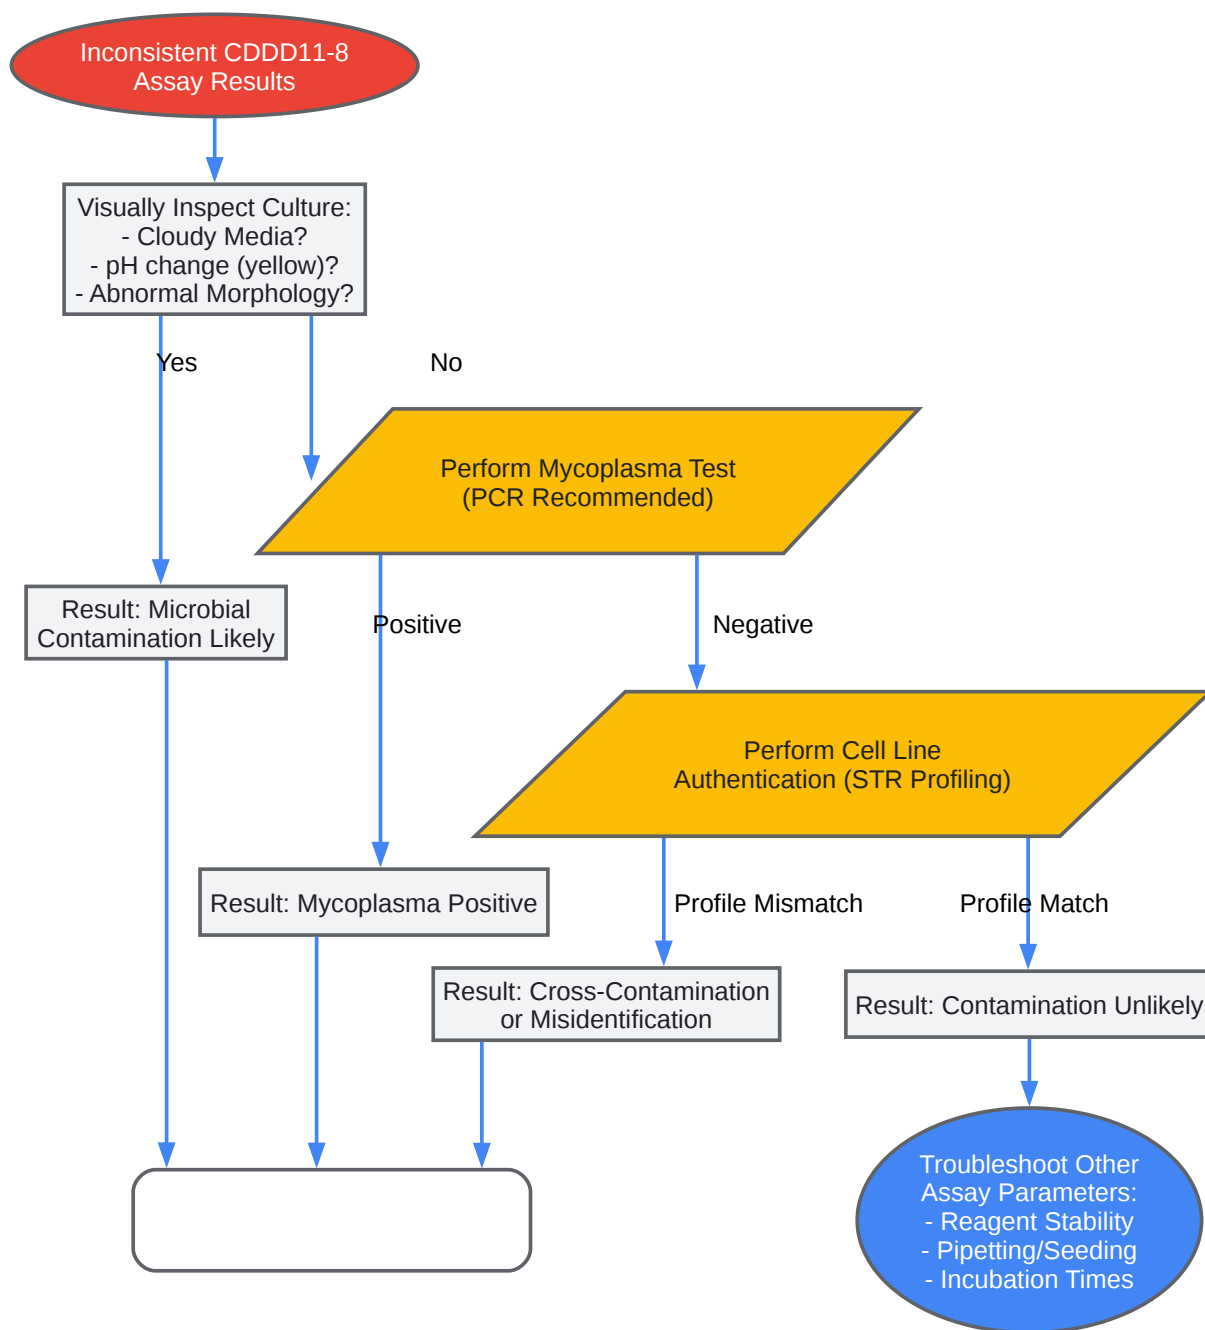 Inconsistent CDDD11-8
Assay Results
Visually Inspect Culture:
- Cloudy Media?
- pH change (yellow)?
- Abnormal Morphology?
Yes
No
Perform Mycoplasma Test
(PCR Recommended)
Result: Microbial
Contamination Likely
Positive
Negative
Perform Cell Line
Authentication (STR Profiling)
Result: Mycoplasma Positive
Profile Mismatch
Profile Match
Result: Cross-Contamination
or Misidentification
Result: Contamination Unlikely
Troubleshoot Other
Assay Parameters:
- Reagent Stability
- Pipetting/Seeding
- Incubation Times